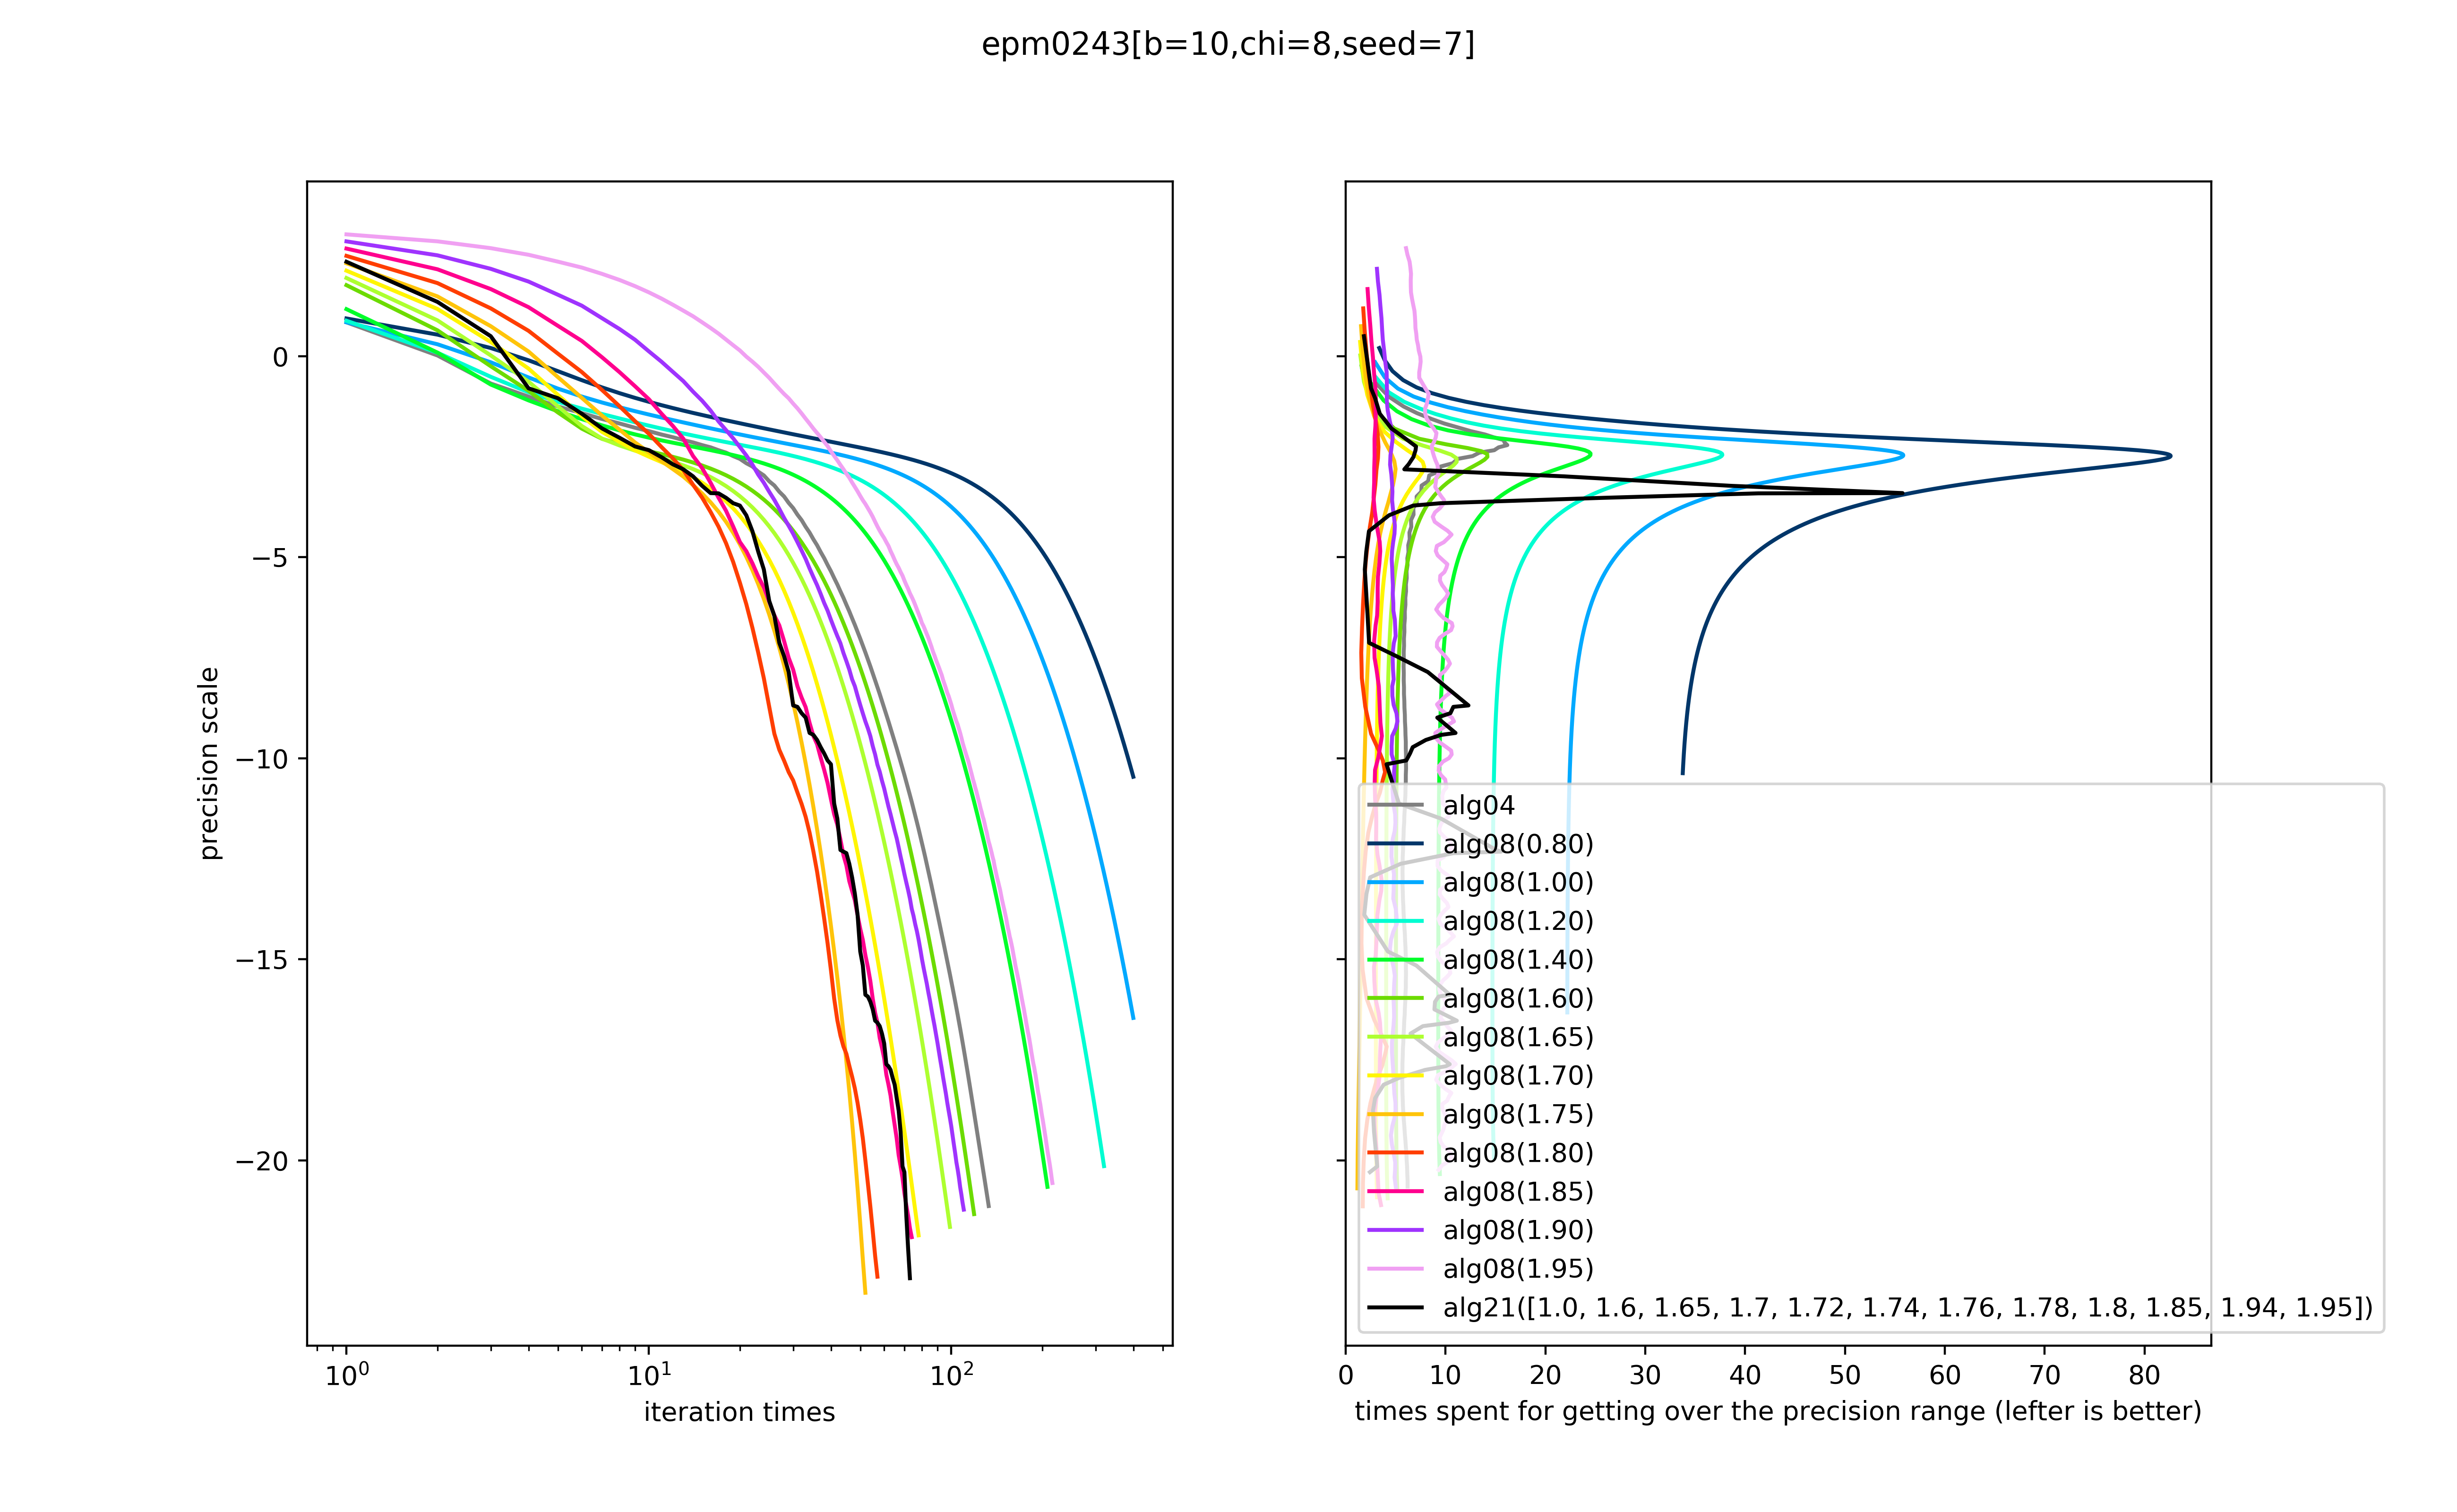 epm0243[b=10,chi=8,seed=7]
precision scale
0
−5
−10
−15
−20
10⁰ 10¹ 10²
iteration times
alg04
alg08(0.80)
alg08(1.00)
alg08(1.20)
alg08(1.40)
alg08(1.60)
alg08(1.65)
alg08(1.70)
alg08(1.75)
alg08(1.80)
alg08(1.85)
alg08(1.90)
alg08(1.95)
alg21([1.0, 1.6, 1.65, 1.7, 1.72, 1.74, 1.76, 1.78, 1.8, 1.85, 1.94, 1.95])
0 10 20 30 40 50 60 70 80
times spent for getting over the precision range (lefter is better)